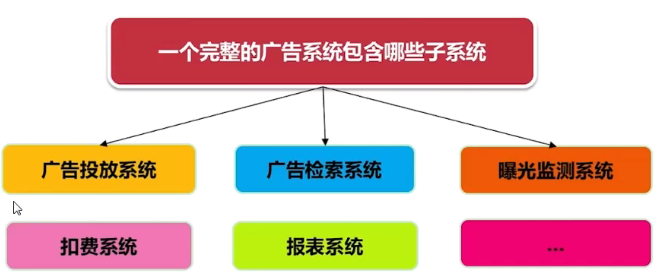 一个完整的广告系统包含哪些子系统
广告投放系统
广告检索系统
曝光监测系统
扣费系统
报表系统
...